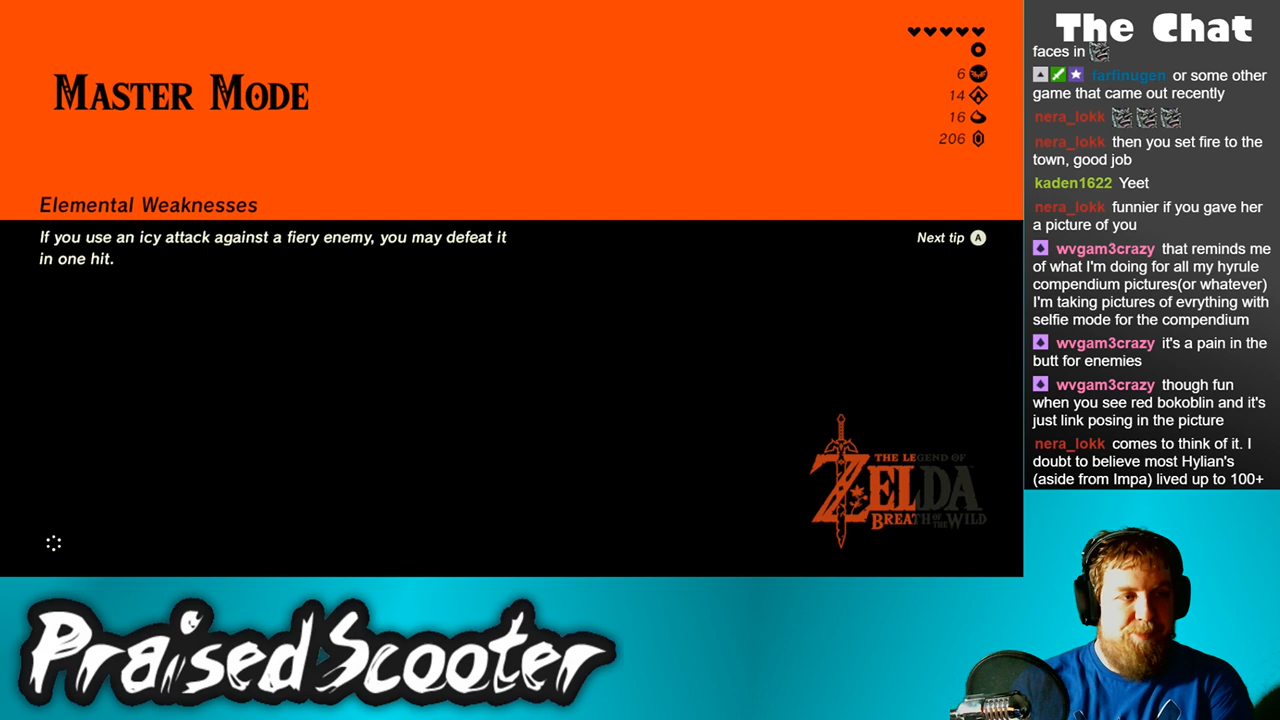 Master Mode
6
14
16
206
Elemental Weaknesses
If you use an icy attack against a fiery enemy, you may defeat it
in one hit.
Next tip A
THE LEGEND OF
ZELDA
BREATH OF THE WILD
PraisedScooter
The Chat
faces in
farfinugen or some other
game that came out recently
nera_lokk
nera_lokk then you set fire to the
town, good job
kaden1622 Yeet
nera_lokk funnier if you gave her
a picture of you
wvgam3crazy that reminds me
of what I'm doing for all my hyrule
compendium pictures(or whatever)
I'm taking pictures of evrything with
selfie mode for the compendium
wvgam3crazy it's a pain in the
butt for enemies
wvgam3crazy though fun
when you see red bokoblin and it's
just link posing in the picture
nera_lokk comes to think of it. I
doubt to believe most Hylian's
(aside from Impa) lived up to 100+